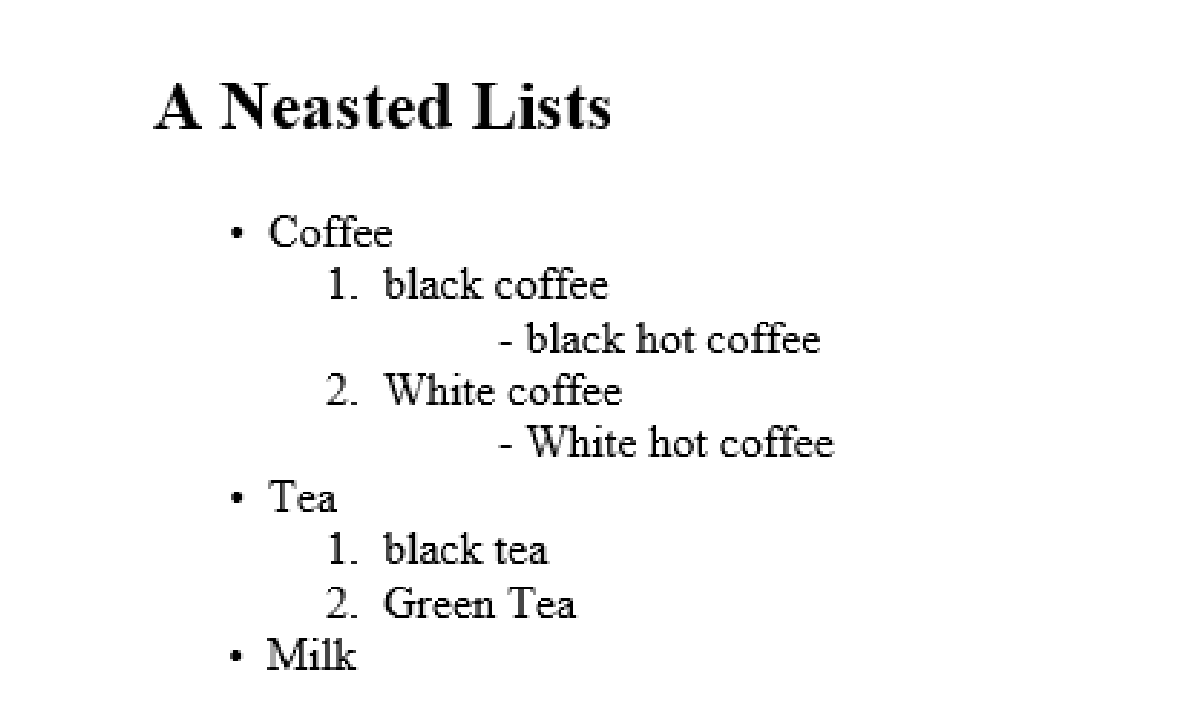 A Neasted Lists
• Coffee
1. black coffee
- black hot coffee
2. White coffee
- White hot coffee
• Tea
1. black tea
2. Green Tea
• Milk